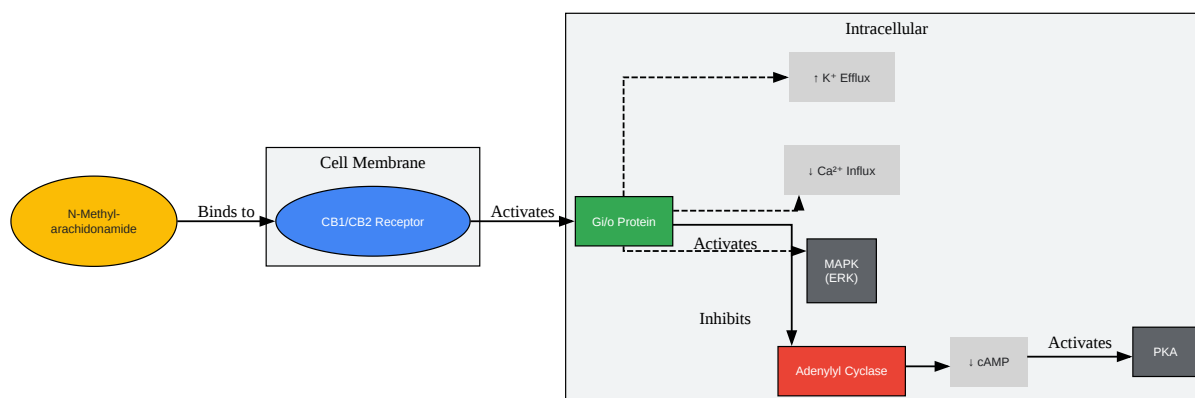 Intracellular
↑ K⁺ Efflux
Cell Membrane
↓ Ca²⁺ Influx
N-Methyl-
arachidonamide
Binds to
CB1/CB2 Receptor
Activates
Gi/o Protein
Activates
MAPK
(ERK)
Inhibits
Adenylyl Cyclase
↓ cAMP
Activates
PKA